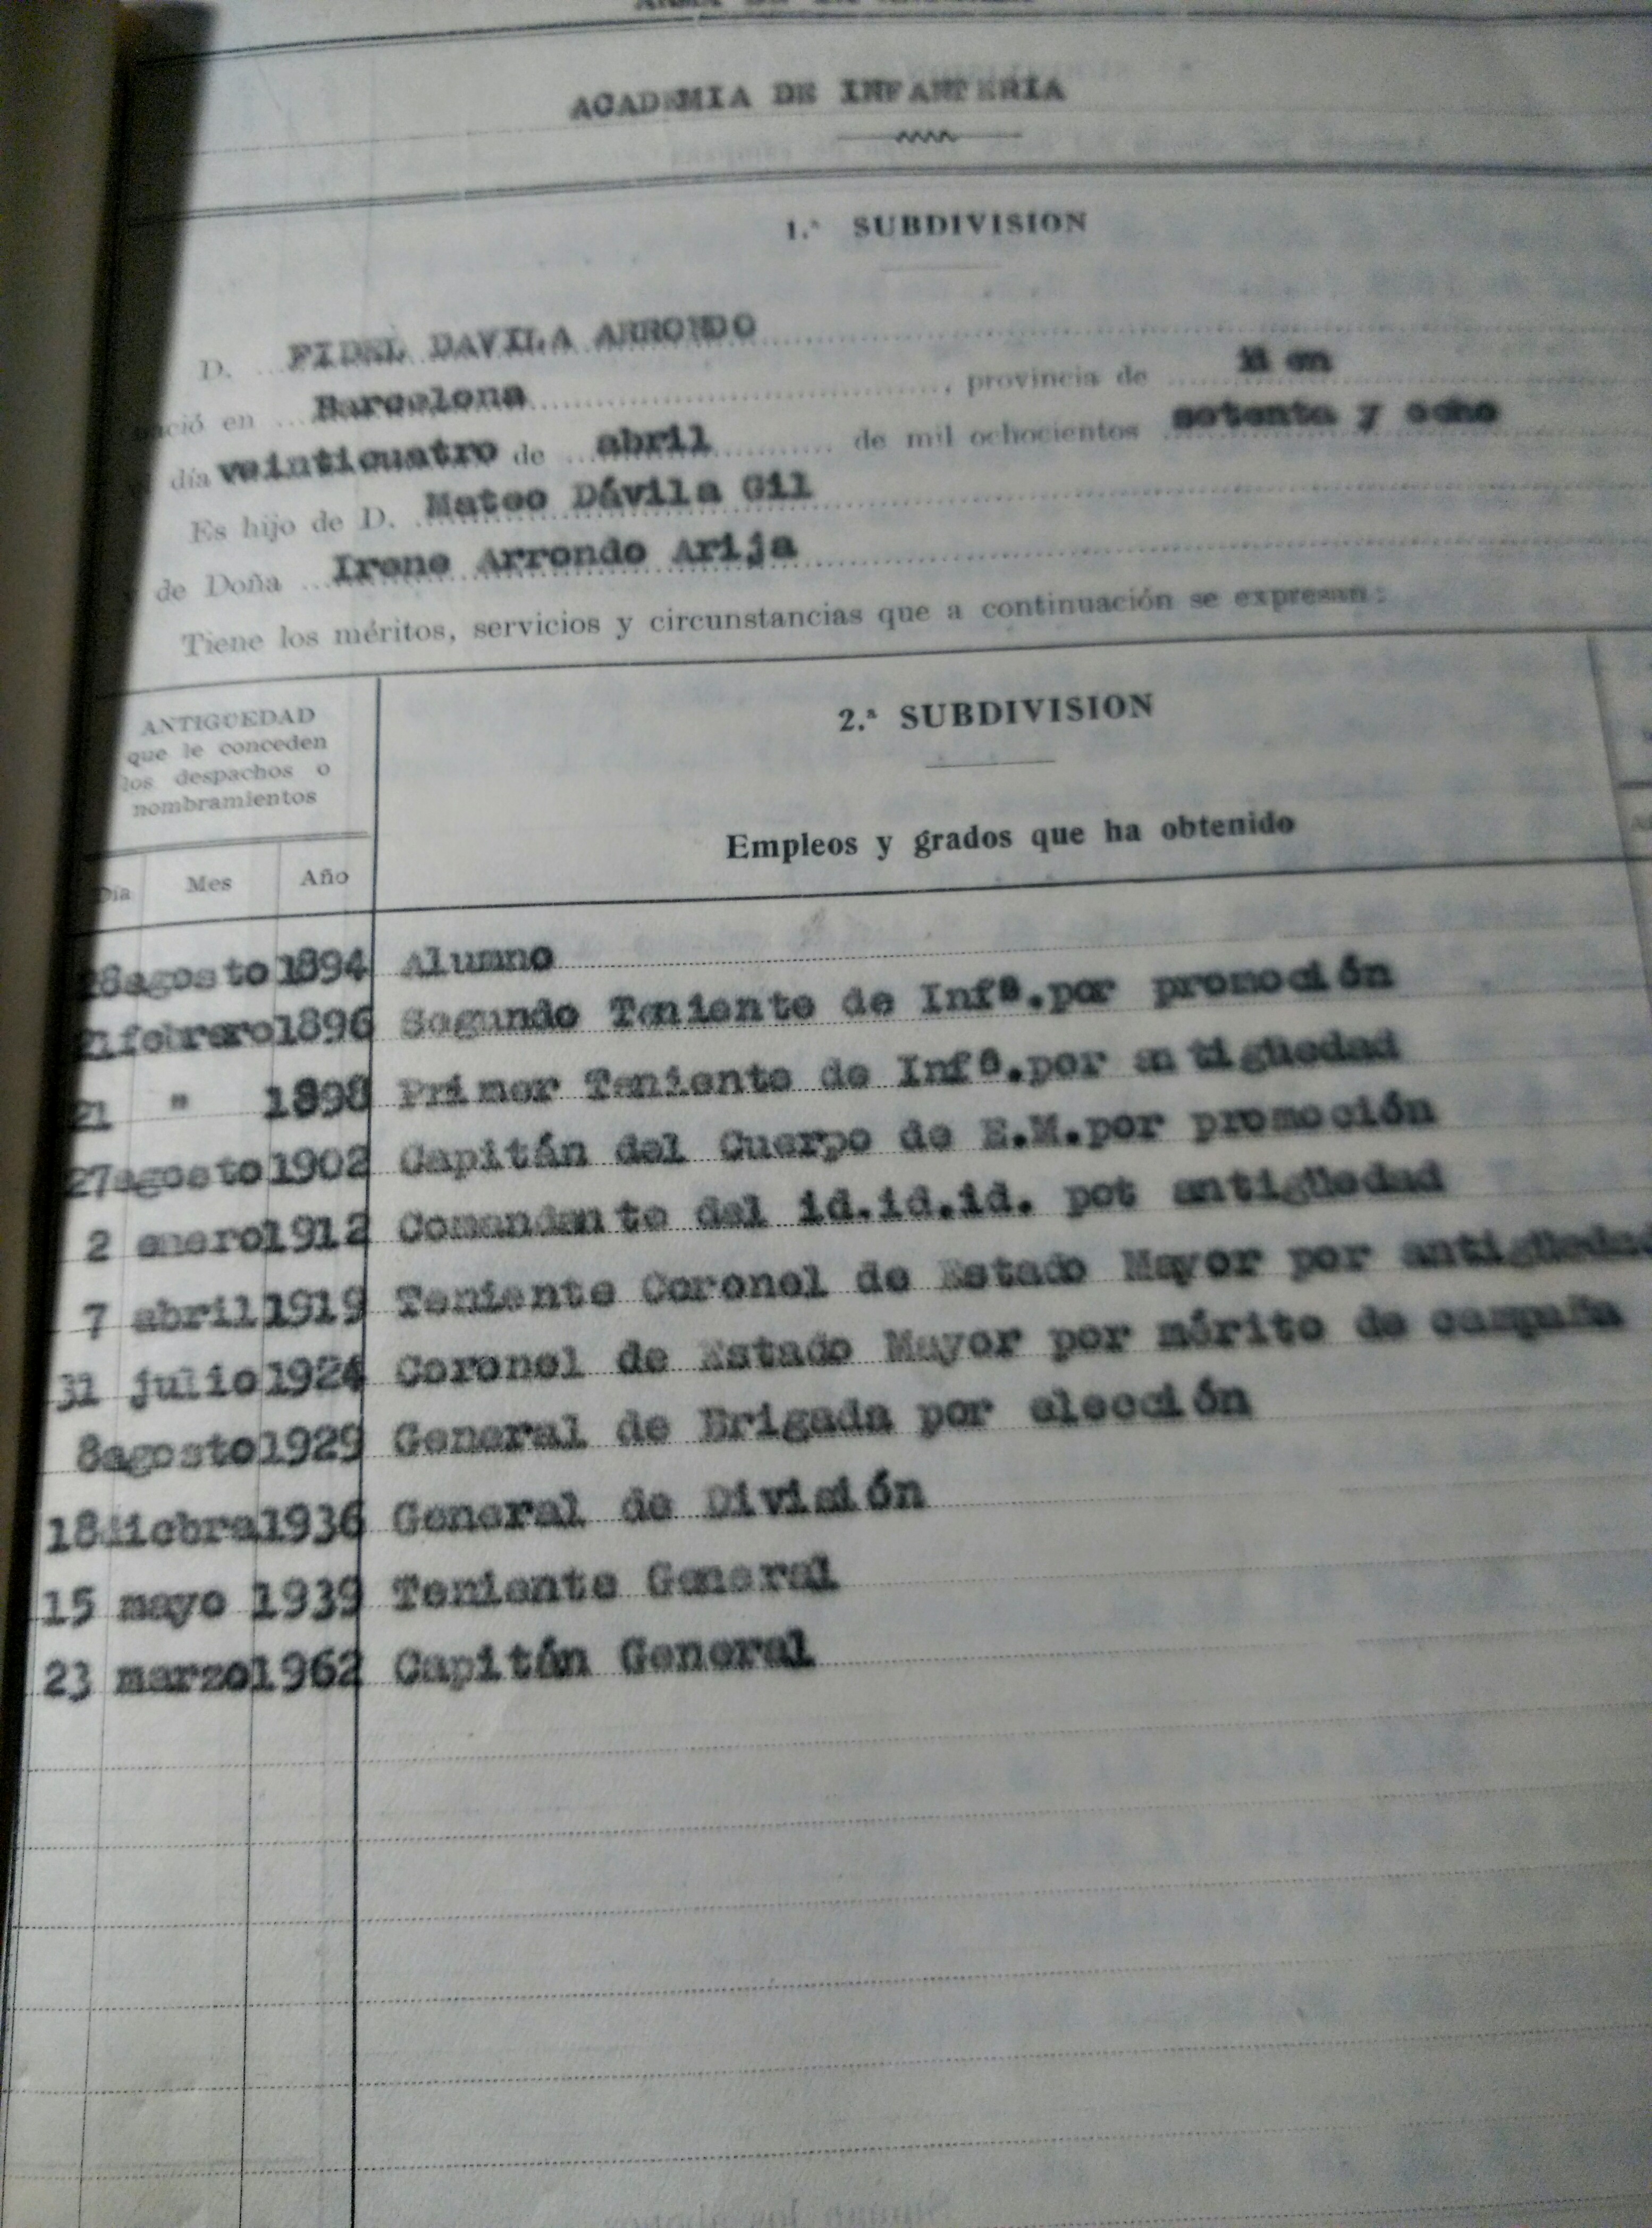 ACADEMIA DE INFANTERIA
1.ª SUBDIVISION
D. FIDEL DAVILA ARRONDO
nació en Barcelona, provincia de
día veinticuatro de abril de mil ochocientos setenta y ocho
Es hijo de D. Mateo Dávila Gil
y de Doña Irene Arrondo Arija
Tiene los méritos, servicios y circunstancias que a continuación se expresan:
ANTIGUEDAD
que le conceden
los despachos o
nombramientos
Día Mes Año
2.ª SUBDIVISION
Empleos y grados que ha obtenido
28 agosto 1894 Alumno
21 febrero 1896 Segundo Teniente de Infª.por promoción
21 " 1898 Primer Teniente de Infª.por antigüedad
27 agosto 1902 Capitán del Cuerpo de E.M.por promoción
2 enero 1912 Comandante del id.id.id. pot antigüedad
7 abril 1919 Teniente Coronel de Estado Mayor por antigüedad
31 julio 1924 Coronel de Estado Mayor por mérito de campaña
8 agosto 1929 General de Brigada por elección
18 dicbre 1936 General de División
15 mayo 1939 Teniente General
23 marzo 1962 Capitán General